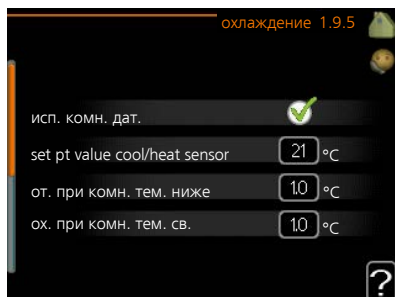 охлаждение 1.9.5
исп. комн. дат.
set pt value cool/heat sensor 21 °C
от. при комн. тем. ниже 1.0 °C
ох. при комн. тем. св. 1.0 °C
?